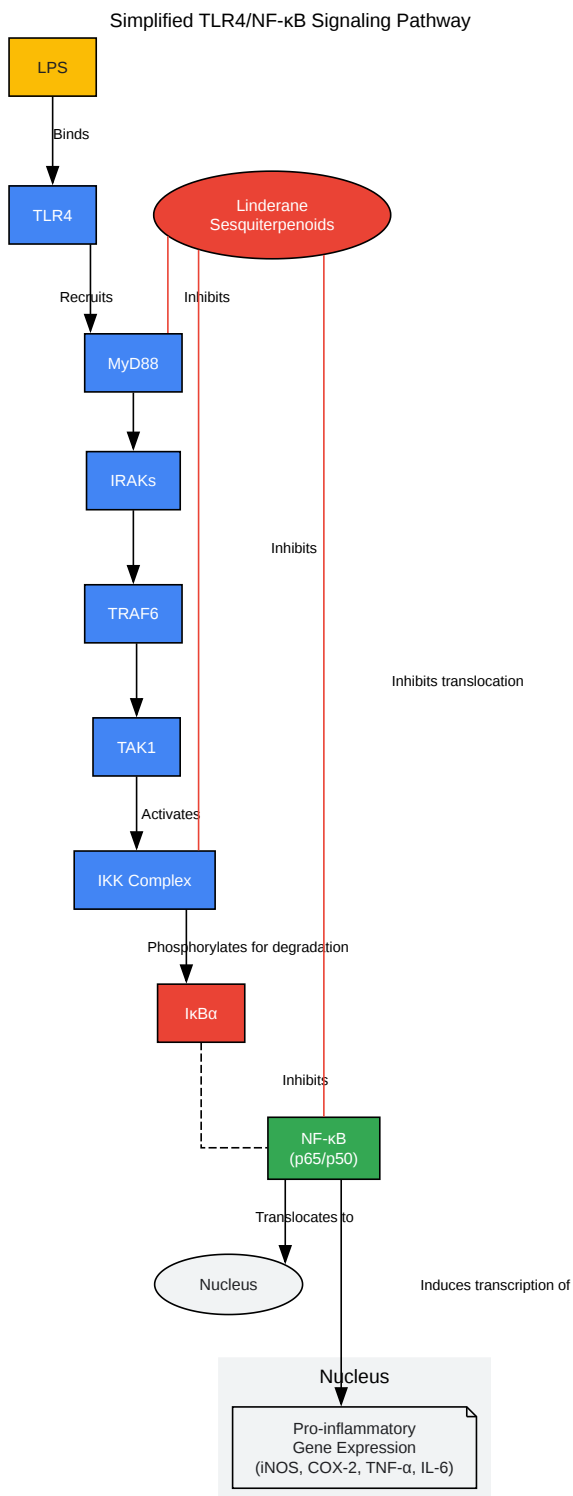 Simplified TLR4/NF-κB Signaling Pathway
LPS
Binds
TLR4
Linderane
Sesquiterpenoids
Recruits
Inhibits
MyD88
IRAKs
Inhibits
TRAF6
Inhibits translocation
TAK1
Activates
IKK Complex
Phosphorylates for degradation
IκBα
Inhibits
NF-κB
(p65/p50)
Translocates to
Nucleus
Induces transcription of
Nucleus
Pro-inflammatory
Gene Expression
(iNOS, COX-2, TNF-α, IL-6)